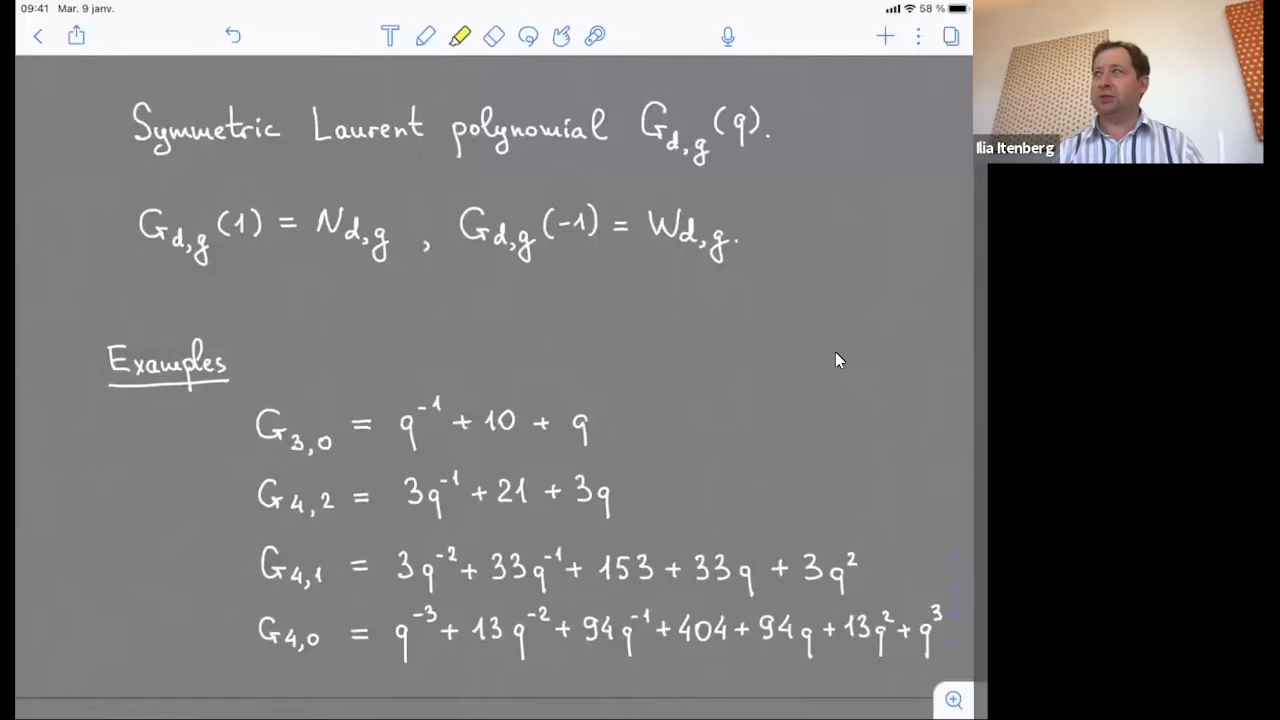 09:41 Mar. 9 janv.
58 %
Symmetric Laurent polynomial G_{d,g}(q).
G_{d,g}(1) = N_{d,g} , G_{d,g}(-1) = W_{d,g}.
Examples
G_{3,0} = q^{-1} + 10 + q
G_{4,2} = 3q^{-1} + 21 + 3q
G_{4,1} = 3q^{-2} + 33q^{-1} + 153 + 33q + 3q^2
G_{4,0} = q^{-3} + 13q^{-2} + 94q^{-1} + 404 + 94q + 13q^2 + q^3
Ilia Itenberg